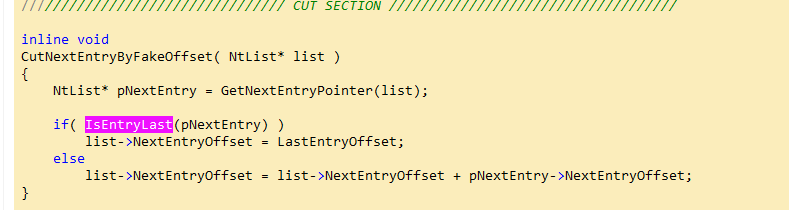 //////////////////////////////// CUT SECTION ////////////////////////////////////
inline void
CutNextEntryByFakeOffset( NtList* list )
{
    NtList* pNextEntry = GetNextEntryPointer(list);
    if( IsEntryLast(pNextEntry) )
        list->NextEntryOffset = LastEntryOffset;
    else
        list->NextEntryOffset = list->NextEntryOffset + pNextEntry->NextEntryOffset;
}